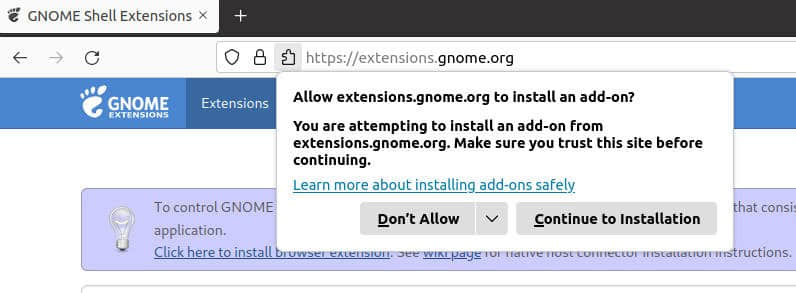 GNOME Shell Extensions
https://extensions.gnome.org
GNOME
EXTENSIONS
Extensions
Allow extensions.gnome.org to install an add-on?
You are attempting to install an add-on from
extensions.gnome.org. Make sure you trust this site before
continuing.
Learn more about installing add-ons safely
Don't Allow
Continue to Installation
To control GNOME
that consis
application.
Click here to install browser extension. See wiki page for native host connector installation instructions.